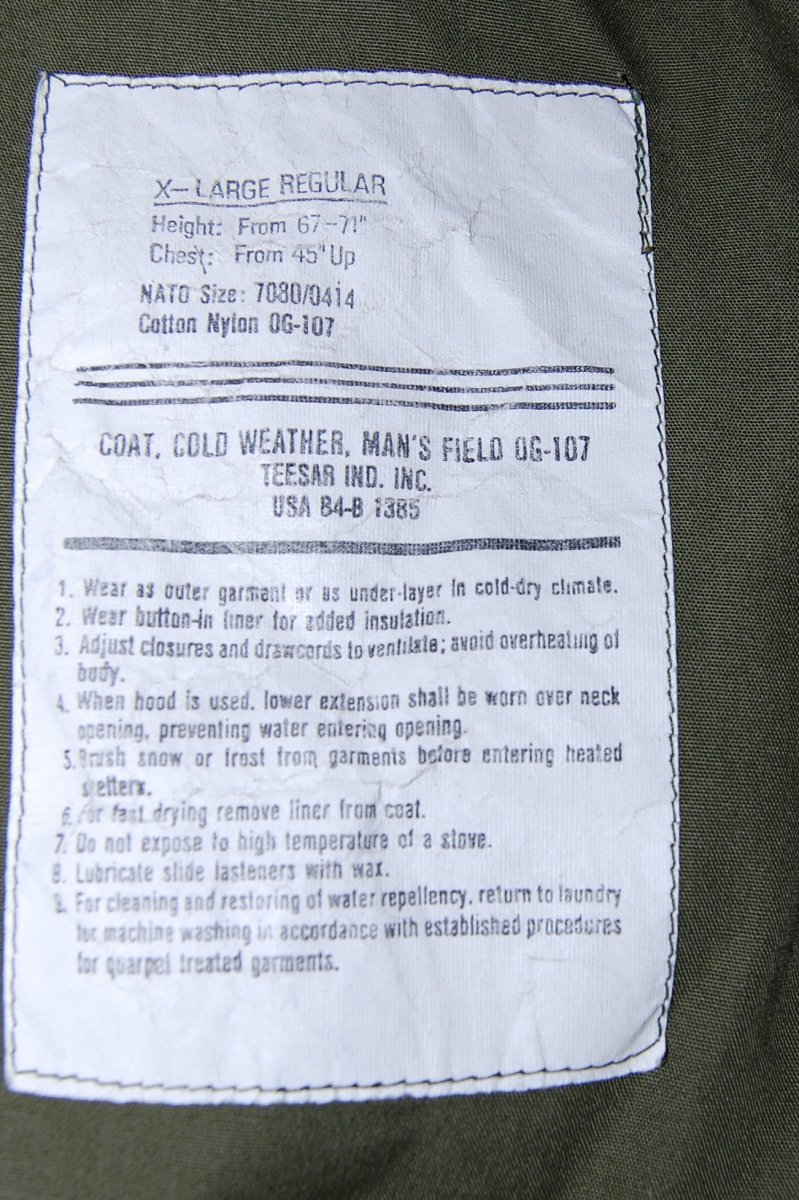 X-LARGE REGULAR
Height: From 67-71"
Chest: From 45" Up
NATO Size: 7080/0414
Cotton Nylon OG-107
COAT, COLD WEATHER, MAN'S FIELD OG-107
TEESAR IND. INC.
USA 84-B 1385
1. Wear as outer garment or as under-layer in cold-dry climate.
2. Wear button-in liner for added insulation.
3. Adjust closures and drawcords to ventilate; avoid overheating of
body.
4. When hood is used, lower extension shall be worn over neck
opening, preventing water entering opening.
5. Brush snow or frost from garments before entering heated
shelters.
6. For fast drying remove liner from coat.
7. Do not expose to high temperature of a stove.
8. Lubricate slide fasteners with wax.
9. For cleaning and restoring of water repellency, return to laundry
for machine washing in accordance with established procedures
for quarpel treated garments.